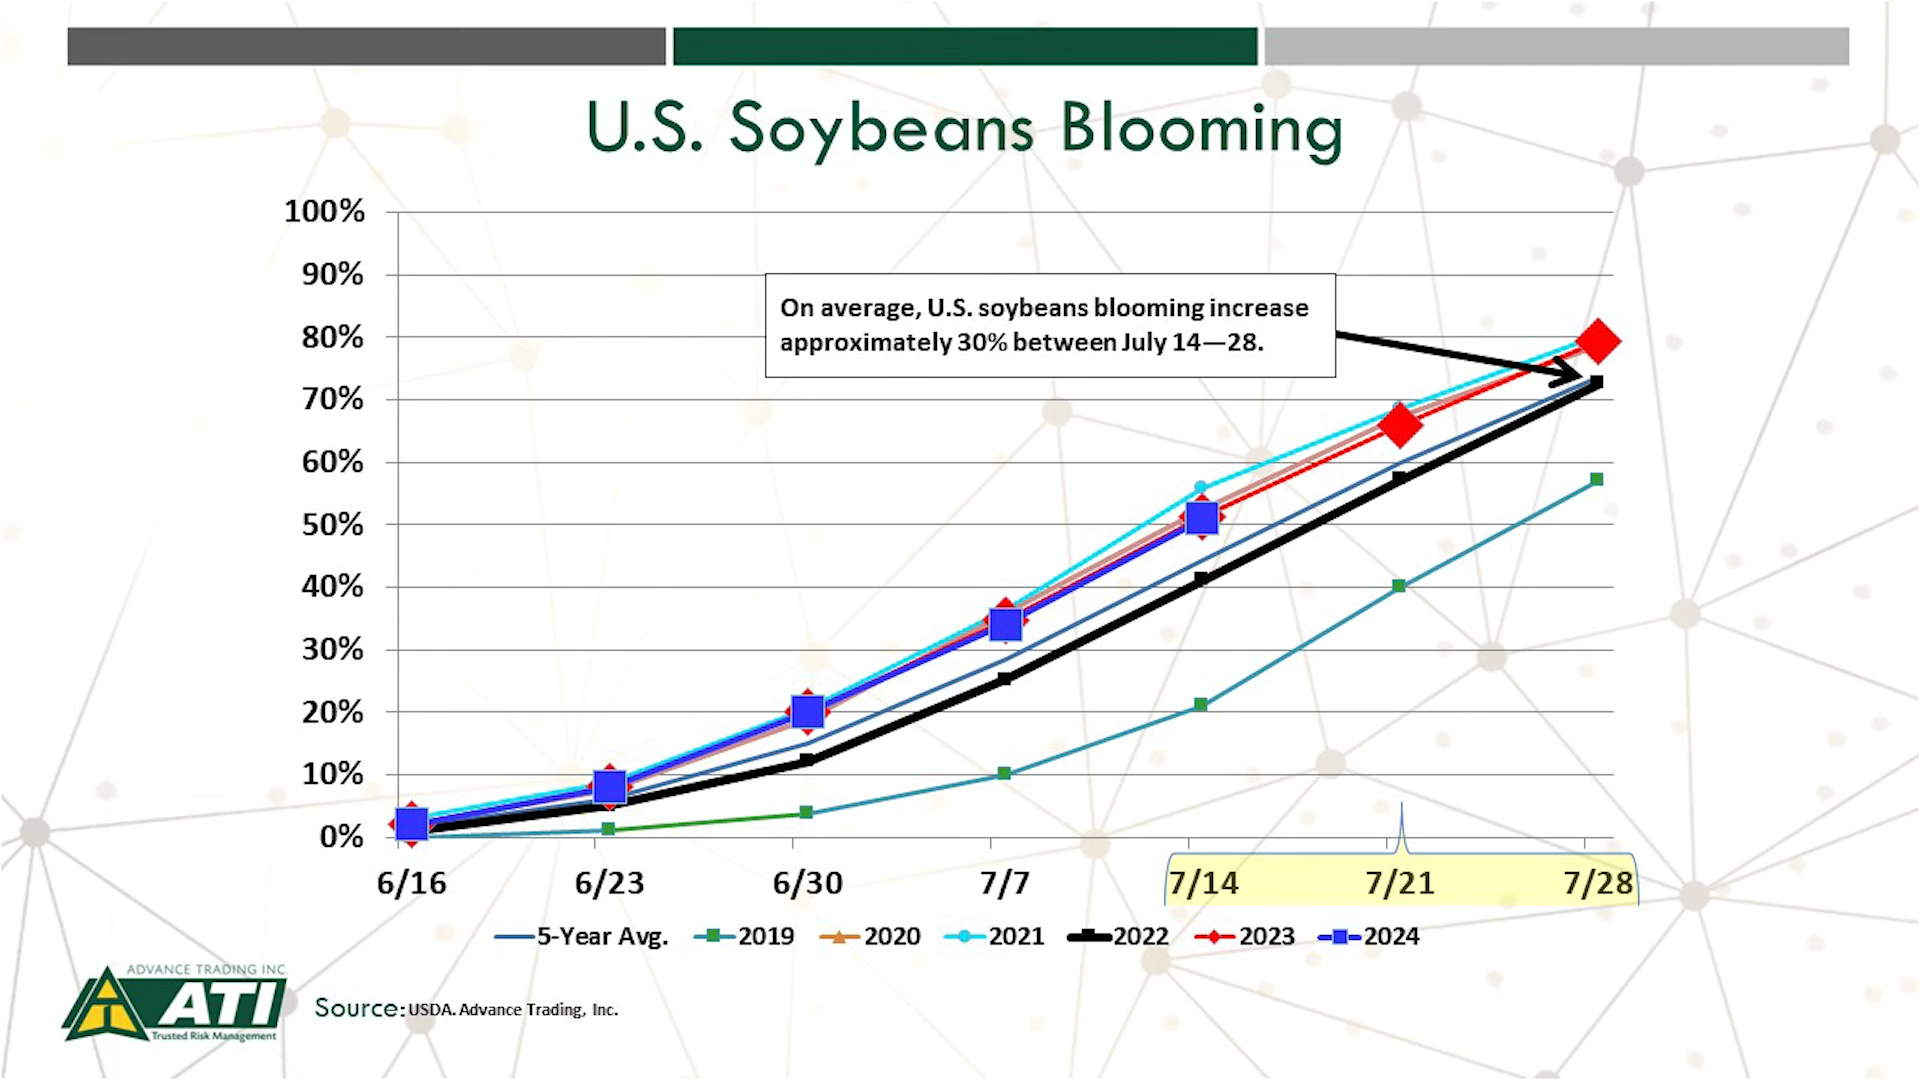 U.S. Soybeans Blooming
100%
90%
80%
70%
60%
50%
40%
30%
20%
10%
0%
On average, U.S. soybeans blooming increase
approximately 30% between July 14—28.
6/16 6/23 6/30 7/7 7/14 7/21 7/28
5-Year Avg. 2019 2020 2021 2022 2023 2024
ADVANCE TRADING INC.
ATI
Trusted Risk Management
Source: USDA. Advance Trading, Inc.